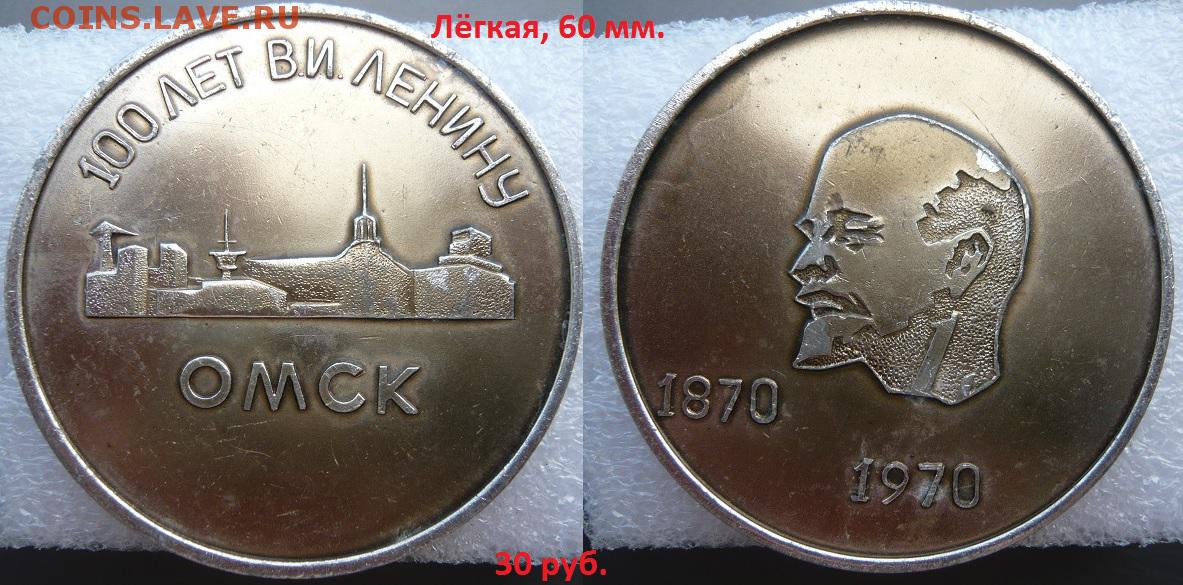 COINS.LAVE.RU
Лёгкая, 60 мм.
100 ЛЕТ В.И. ЛЕНИНУ
ОМСК
1870
1970
30 руб.